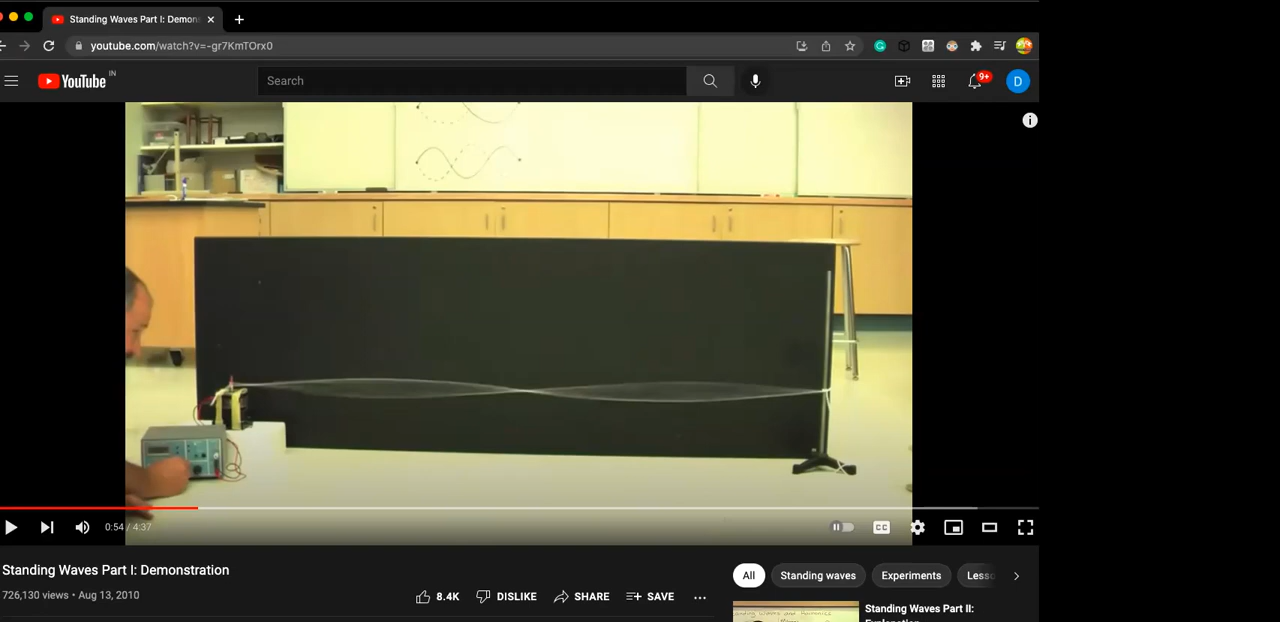 Standing Waves Part I: Demon
youtube.com/watch?v=-gr7KmTOrx0
YouTube IN
Search
9+
D
0:54 / 4:37
CC
Standing Waves Part I: Demonstration
726,130 views • Aug 13, 2010
8.4K
DISLIKE
SHARE
SAVE
All
Standing waves
Experiments
Lesso
Standing Waves Part II:
Explanation